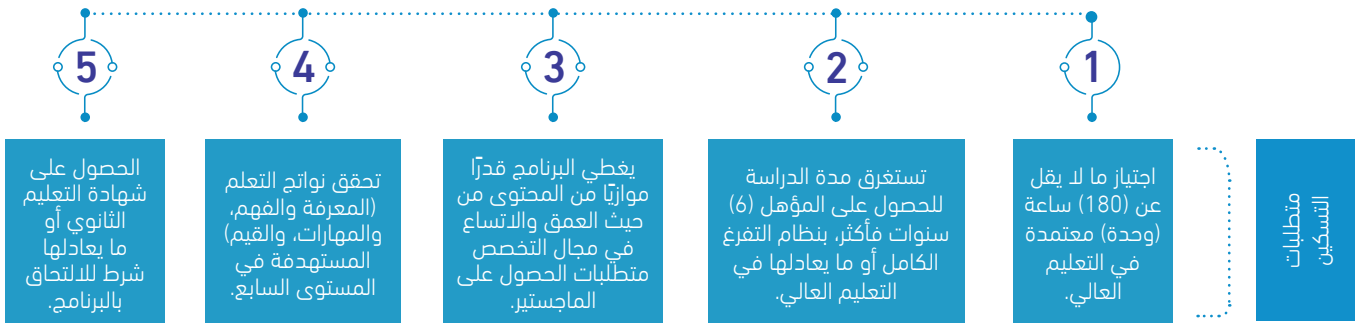 متطلبات
التسكين
1
اجتياز ما لا يقل
عن (180) ساعة
(وحدة) معتمدة
في التعليم
العالي.
2
تستغرق مدة الدراسة
للحصول على المؤهل (6)
سنوات فأكثر، بنظام التفرغ
الكامل أو ما يعادلها في
التعليم العالي.
3
يغطي البرنامج قدرًا
موازيًا من المحتوى من
حيث العمق والاتساع
في مجال التخصص
متطلبات الحصول على
الماجستير.
4
تحقق نواتج التعلم
(المعرفة والفهم،
والمهارات، والقيم)
المستهدفة في
المستوى السابع.
5
الحصول على
شهادة التعليم
الثانوي أو
ما يعادلها
شرط للالتحاق
بالبرنامج.